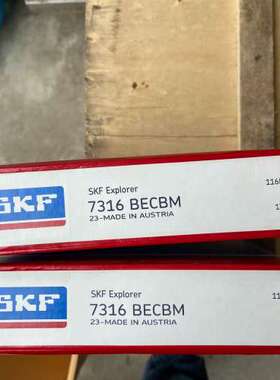 SKF
SKF Explorer
7316 BECBM
23-MADE IN AUSTRIA
SKF
SKF Explorer
7316 BECBM
23-MADE IN AUSTRIA